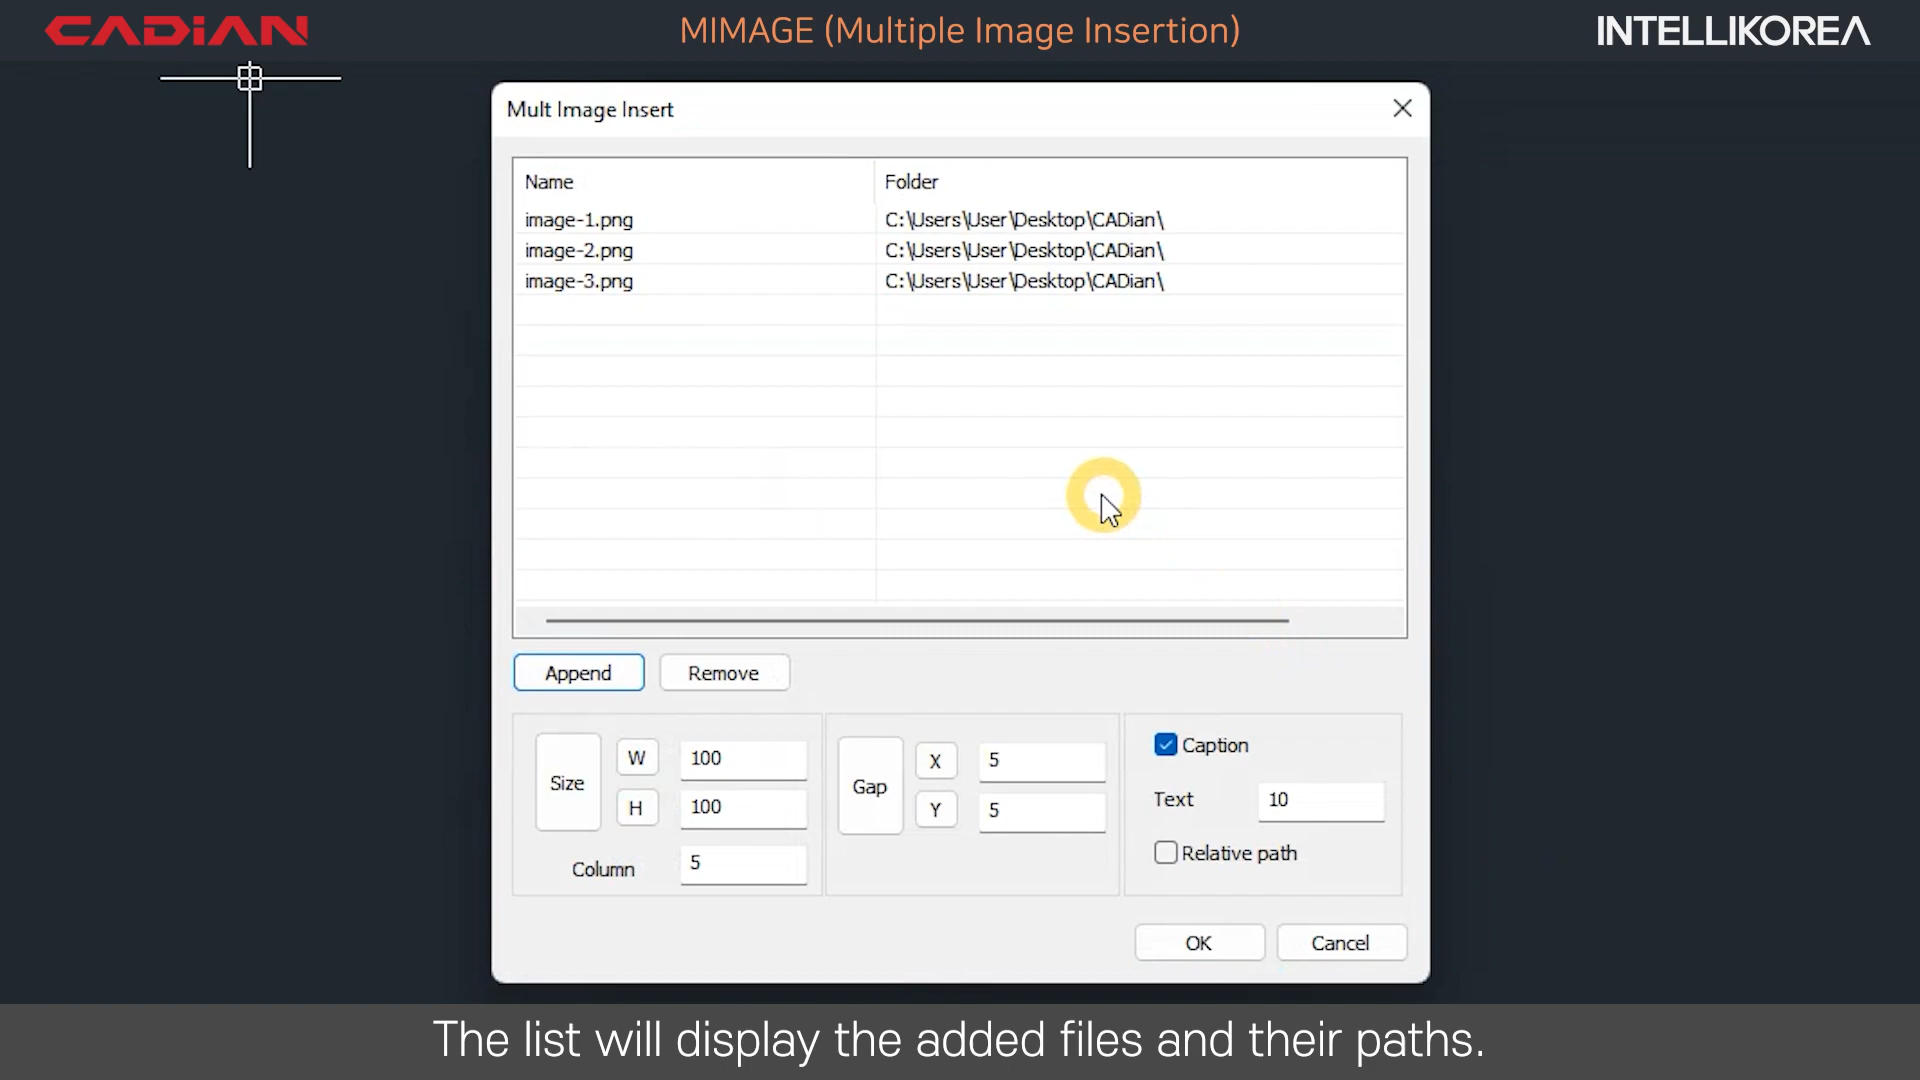 CADiAN
MIMAGE (Multiple Image Insertion)
INTELLIKOREA
Mult Image Insert
Name Folder
image-1.png C:\Users\User\Desktop\CADian\
image-2.png C:\Users\User\Desktop\CADian\
image-3.png C:\Users\User\Desktop\CADian\
Append Remove
Size W 100
H 100
Column 5
Gap X 5
Y 5
Caption
Text 10
Relative path
OK Cancel
The list will display the added files and their paths.